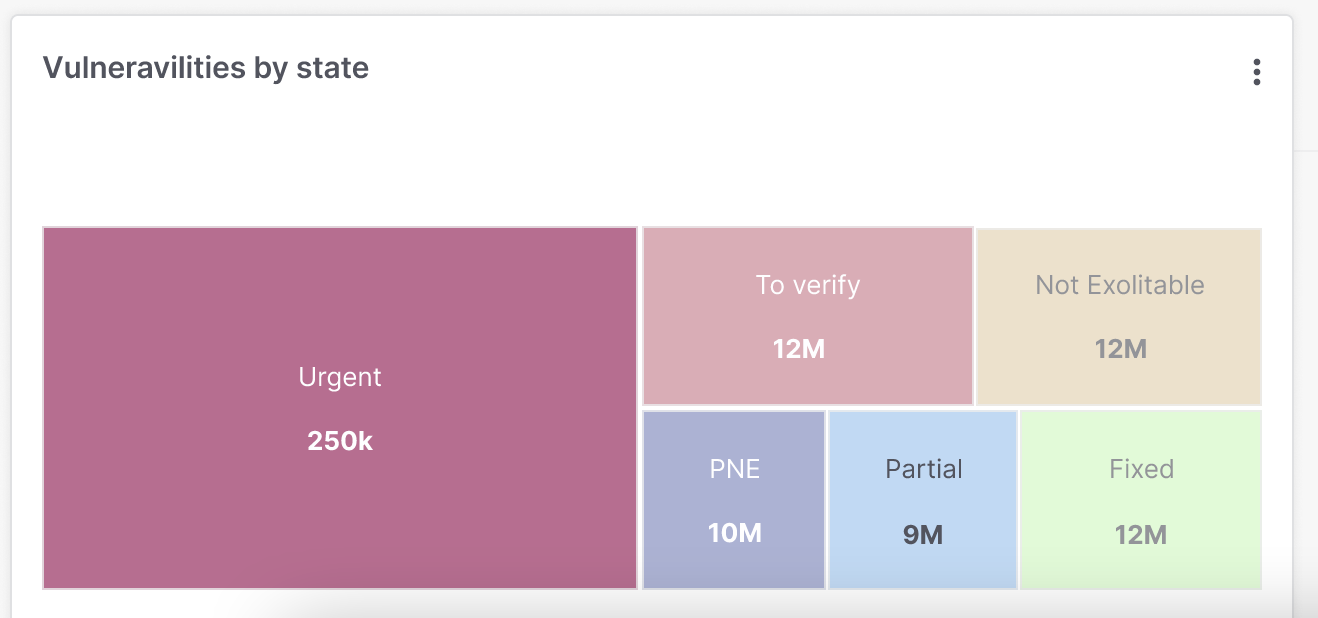 Vulneravilities by state
Urgent
250k
To verify
12M
Not Exolitable
12M
PNE
10M
Partial
9M
Fixed
12M